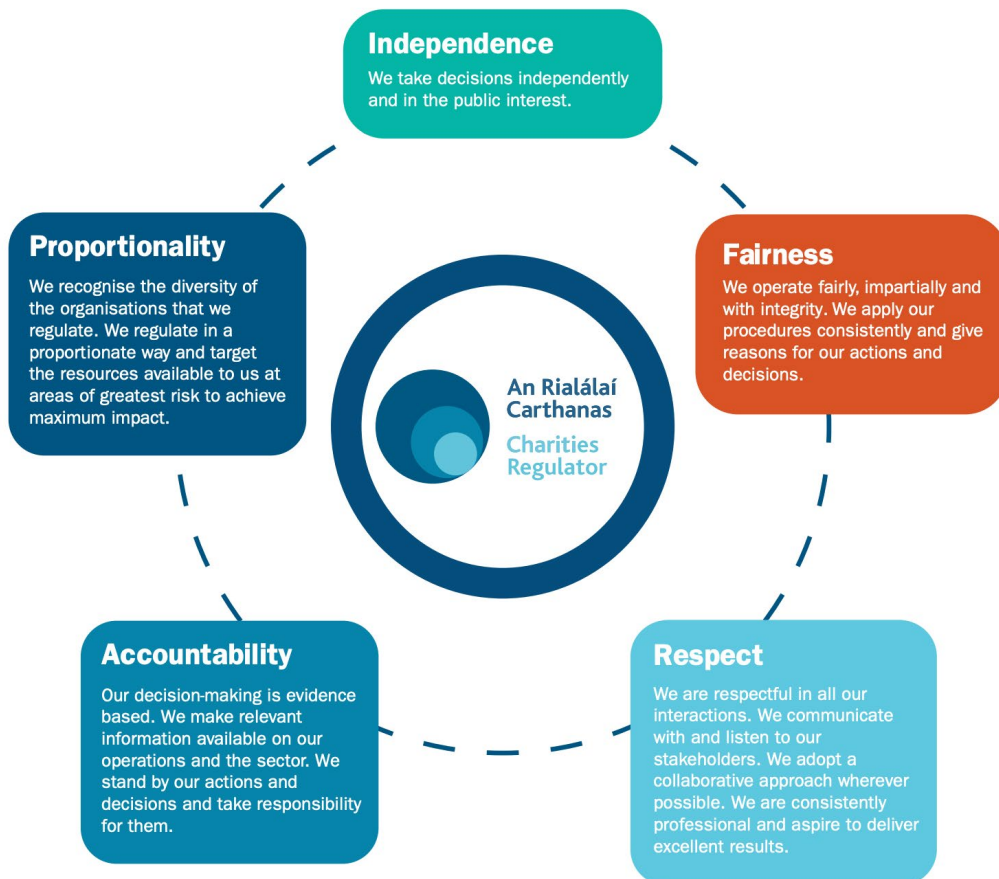 Independence
We take decisions independently
and in the public interest.
Proportionality
We recognise the diversity of
the organisations that we
regulate. We regulate in a
proportionate way and target
the resources available to us at
areas of greatest risk to achieve
maximum impact.
Fairness
We operate fairly, impartially and
with integrity. We apply our
procedures consistently and give
reasons for our actions and
decisions.
An Rialálaí
Carthanas
Charities
Regulator
Accountability
Our decision-making is evidence
based. We make relevant
information available on our
operations and the sector. We
stand by our actions and
decisions and take responsibility
for them.
Respect
We are respectful in all our
interactions. We communicate
with and listen to our
stakeholders. We adopt a
collaborative approach wherever
possible. We are consistently
professional and aspire to deliver
excellent results.